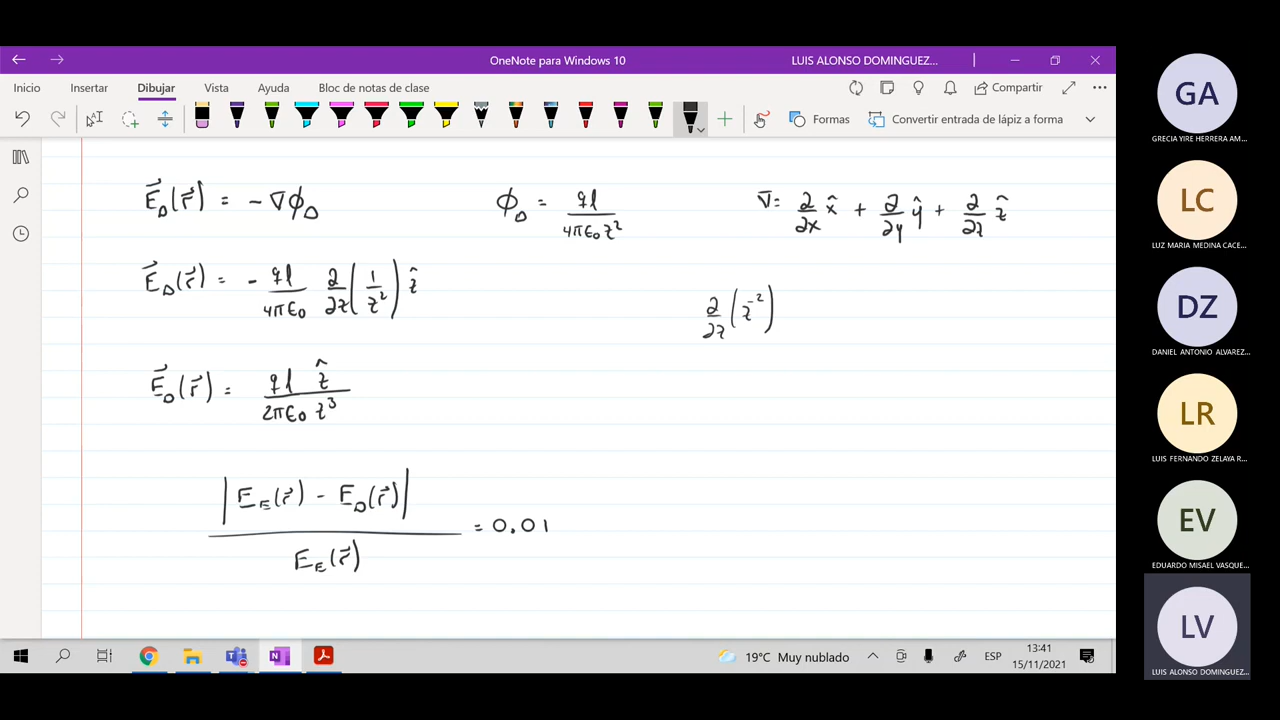 OneNote para Windows 10
LUIS ALONSO DOMINGUEZ...
Inicio Insertar Dibujar Vista Ayuda Bloc de notas de clase
Compartir
Formas
Convertir entrada de lápiz a forma
E⃗_D(r⃗) = - ∇ϕ_D
ϕ_D = ql / 4πϵ₀z²
∇ = ∂/∂x x̂ + ∂/∂y ŷ + ∂/∂z ẑ
E⃗_D(r⃗) = - ql/4πϵ₀ ∂/∂z (1/z²) ẑ
∂/∂z (z⁻²)
E⃗_D(r⃗) = ql ẑ / 2πϵ₀ z³
|E_E(r⃗) - E_D(r⃗)| / E_E(r⃗) = 0.01
GA
GRECIA YIRE HERRERA AM...
LC
LUZ MARIA MEDINA CACE...
DZ
DANIEL ANTONIO ALVAREZ...
LR
LUIS FERNANDO ZELAYA R...
EV
EDUARDO MISAEL VASQUE...
LV
LUIS ALONSO DOMINGUEZ...
19°C Muy nublado
ESP
13:41
15/11/2021